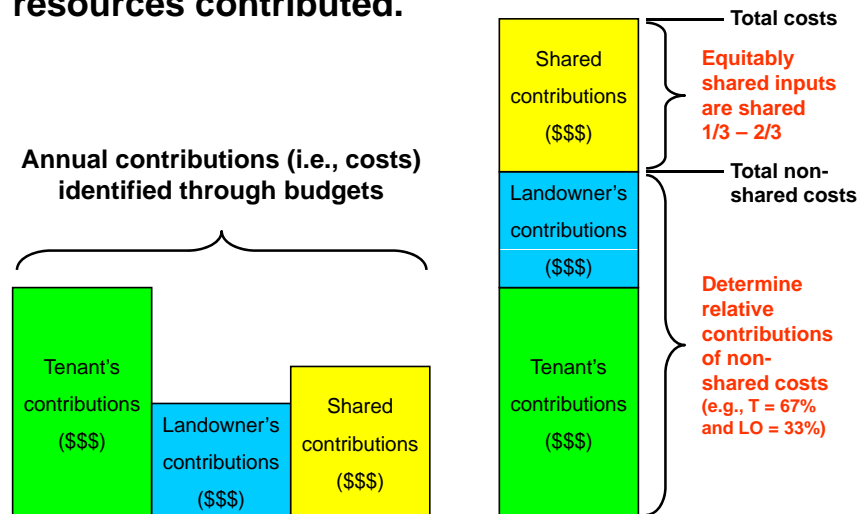 resources contributed.
Annual contributions (i.e., costs)
identified through budgets
Tenant's
contributions
($$$)
Landowner's
contributions
($$$)
Shared
contributions
($$$)
Shared
contributions
($$$)
Landowner's
contributions
($$$)
Tenant's
contributions
($$$)
Total costs
Equitably
shared inputs
are shared
1/3 – 2/3
Total non-
shared costs
Determine
relative
contributions
of non-
shared costs
(e.g., T = 67%
and LO = 33%)